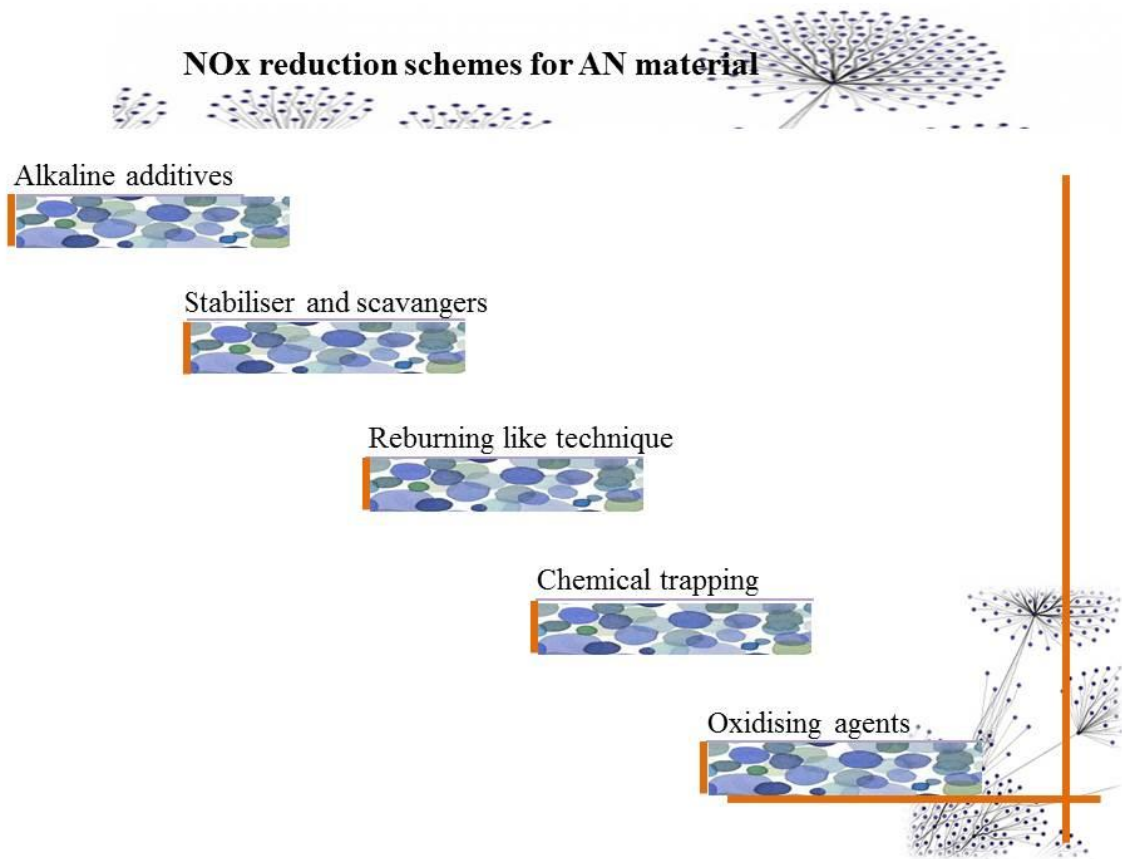 NOx reduction schemes for AN material
Alkaline additives
Stabiliser and scavangers
Reburning like technique
Chemical trapping
Oxidising agents